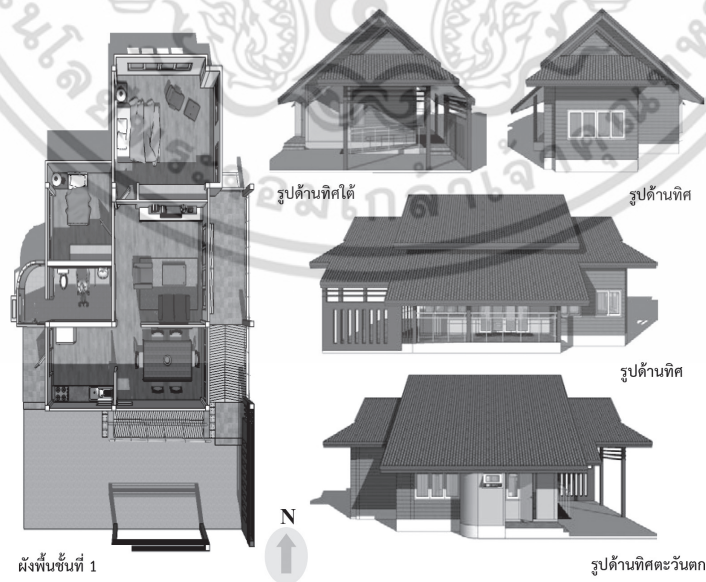 รูปด้านทิศใต้
รูปด้านทิศ
รูปด้านทิศ
N
ผังพื้นชั้นที่ 1
รูปด้านทิศตะวันตก